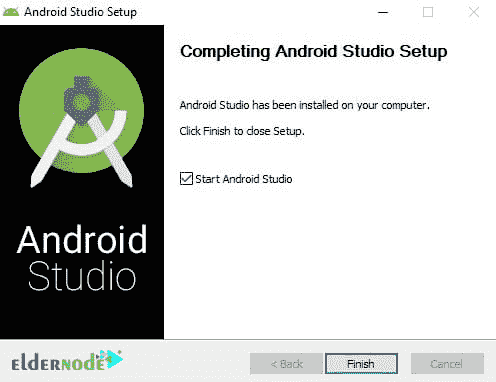 Android Studio Setup
Completing Android Studio Setup
Android Studio has been installed on your computer.
Click Finish to close Setup.
Start Android Studio
Android
Studio
ELDERNODE
< Back
Finish
Cancel